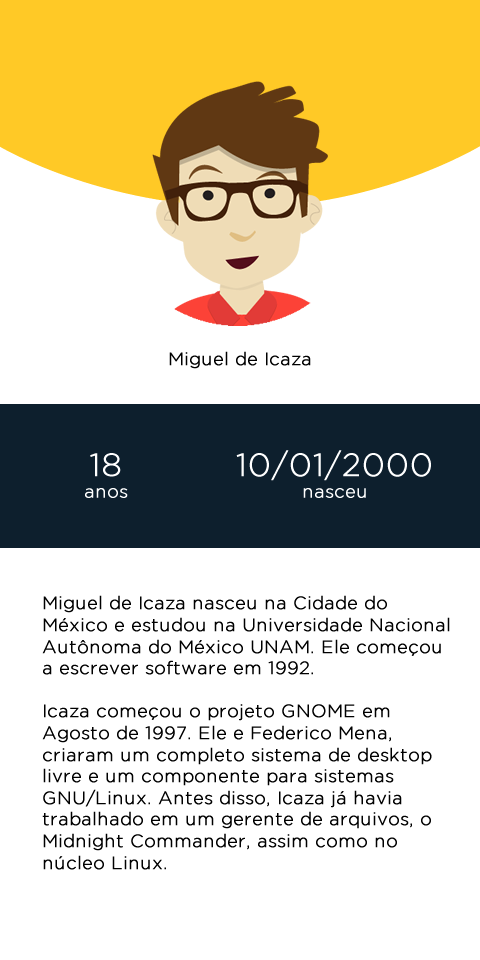 Miguel de Icaza
18
anos
10/01/2000
nasceu
Miguel de Icaza nasceu na Cidade do
México e estudou na Universidade Nacional
Autônoma do México UNAM. Ele começou
a escrever software em 1992.
Icaza começou o projeto GNOME em
Agosto de 1997. Ele e Federico Mena,
criaram um completo sistema de desktop
livre e um componente para sistemas
GNU/Linux. Antes disso, Icaza já havia
trabalhado em um gerente de arquivos, o
Midnight Commander, assim como no
núcleo Linux.